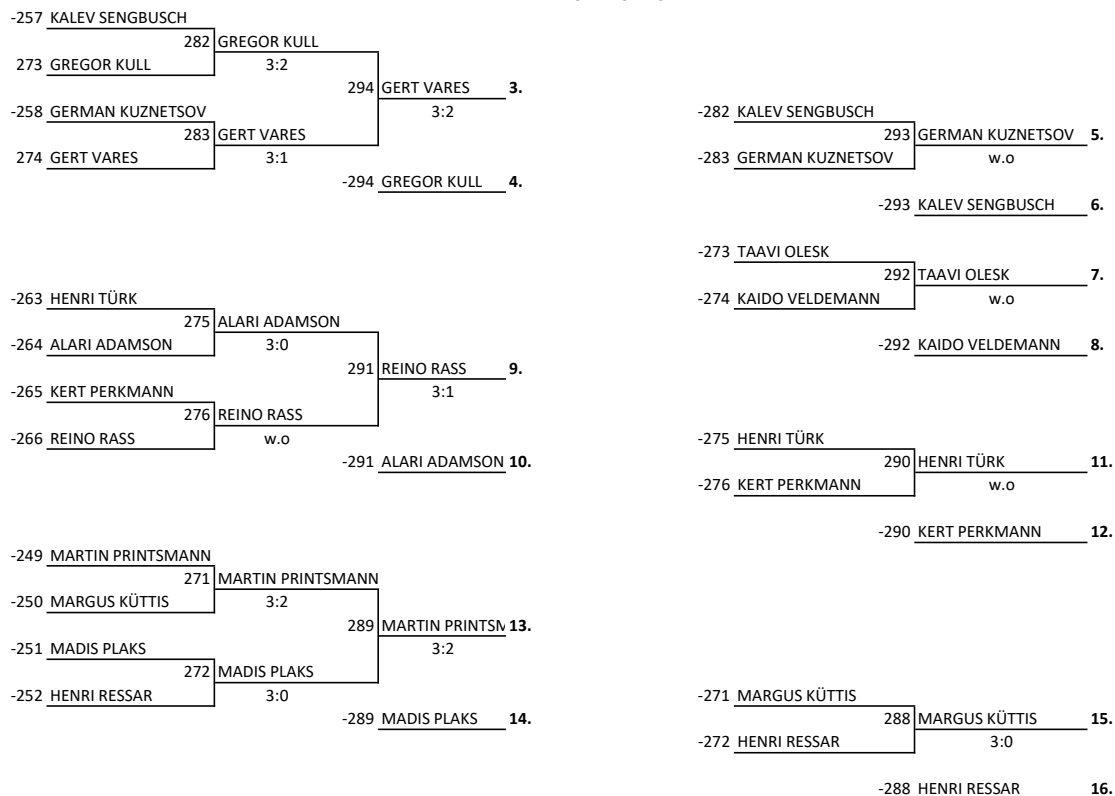 -257 KALEV SENGBUSCH
282 GREGOR KULL
273 GREGOR KULL 3:2
294 GERT VARES 3.
-258 GERMAN KUZNETSOV 3:2
283 GERT VARES
274 GERT VARES 3:1
-294 GREGOR KULL 4.
-282 KALEV SENGBUSCH
293 GERMAN KUZNETSOV 5.
-283 GERMAN KUZNETSOV w.o
-293 KALEV SENGBUSCH 6.
-273 TAAVI OLESK
292 TAAVI OLESK 7.
-274 KAIDO VELDEMANN w.o
-292 KAIDO VELDEMANN 8.
-263 HENRI TÜRK
275 ALARI ADAMSON
-264 ALARI ADAMSON 3:0
291 REINO RASS 9.
-265 KERT PERKMANN 3:1
276 REINO RASS
-266 REINO RASS w.o
-291 ALARI ADAMSON 10.
-275 HENRI TÜRK
290 HENRI TÜRK 11.
-276 KERT PERKMANN w.o
-290 KERT PERKMANN 12.
-249 MARTIN PRINTSMANN
271 MARTIN PRINTSMANN
-250 MARGUS KÜTTIS 3:2
289 MARTIN PRINTSM 13.
-251 MADIS PLAKS 3:2
272 MADIS PLAKS
-252 HENRI RESSAR 3:0
-289 MADIS PLAKS 14.
-271 MARGUS KÜTTIS
288 MARGUS KÜTTIS 15.
-272 HENRI RESSAR 3:0
-288 HENRI RESSAR 16.